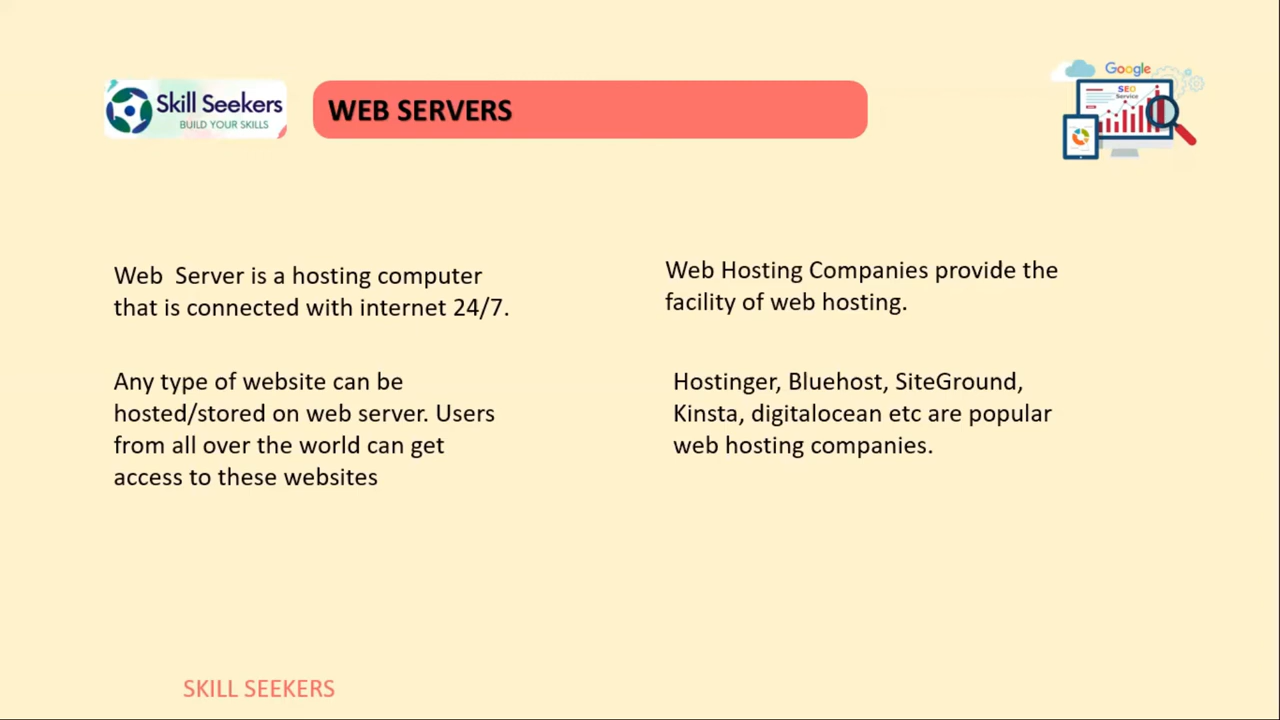 Skill Seekers
BUILD YOUR SKILLS
WEB SERVERS
Google
SEO
Service
Web  Server is a hosting computer
that is connected with internet 24/7.
Any type of website can be
hosted/stored on web server. Users
from all over the world can get
access to these websites
Web Hosting Companies provide the
facility of web hosting.
Hostinger, Bluehost, SiteGround,
Kinsta, digitalocean etc are popular
web hosting companies.
SKILL SEEKERS